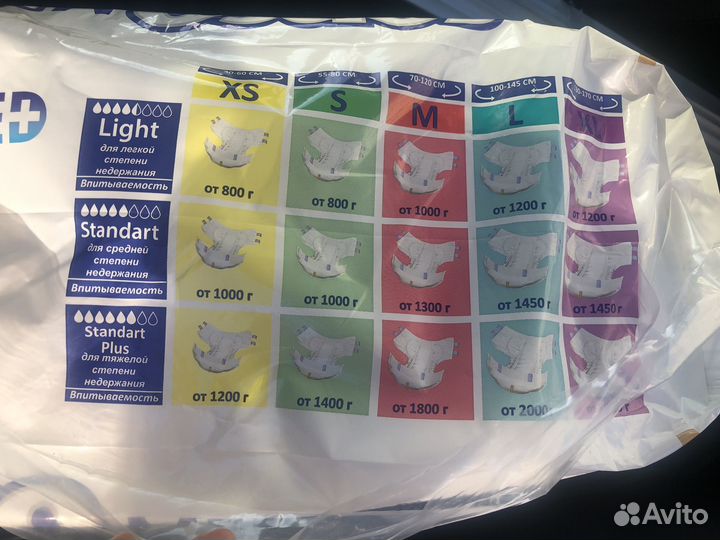 55-80 СМ
70-120 СМ
100-145 СМ
XS
S
M
L
Light
для легкой
степени
недержания
Впитываемость
от 800 г
от 800 г
от 1000 г
от 1200 г
от 1200 г
Standart
для средней
степени
недержания
Впитываемость
от 1000 г
от 1000 г
от 1300 г
от 1450 г
от 1450 г
Standart
Plus
для тяжелой
степени
недержания
Впитываемость
от 1200 г
от 1400 г
от 1800 г
от 2000
Avito